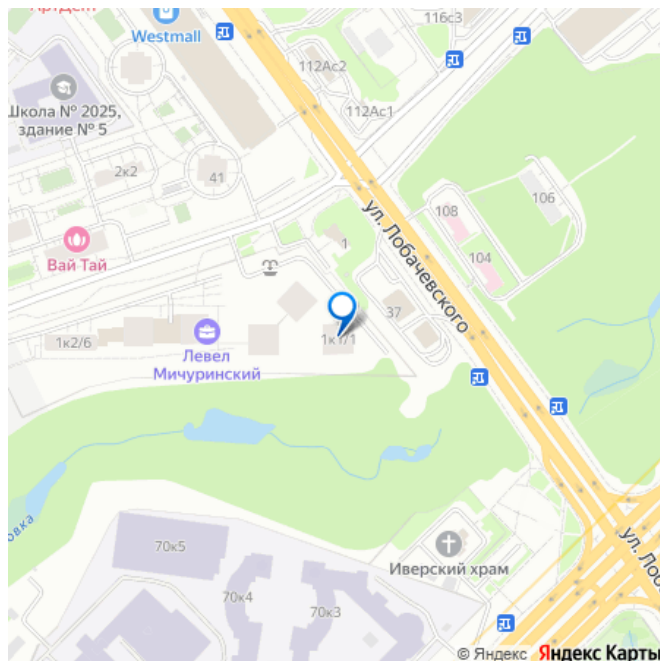 Westmall
116с3
112Ас2
Школа № 2025,
здание № 5
112Ас1
2к2
41
106
ул. Лобачевского
108
Вай Тай
1
104
37
1к2/6
1к1/1
Левел
Мичуринский
70к5
Иверский храм
70к4
70к3
© Яндекс Яндекс Карты